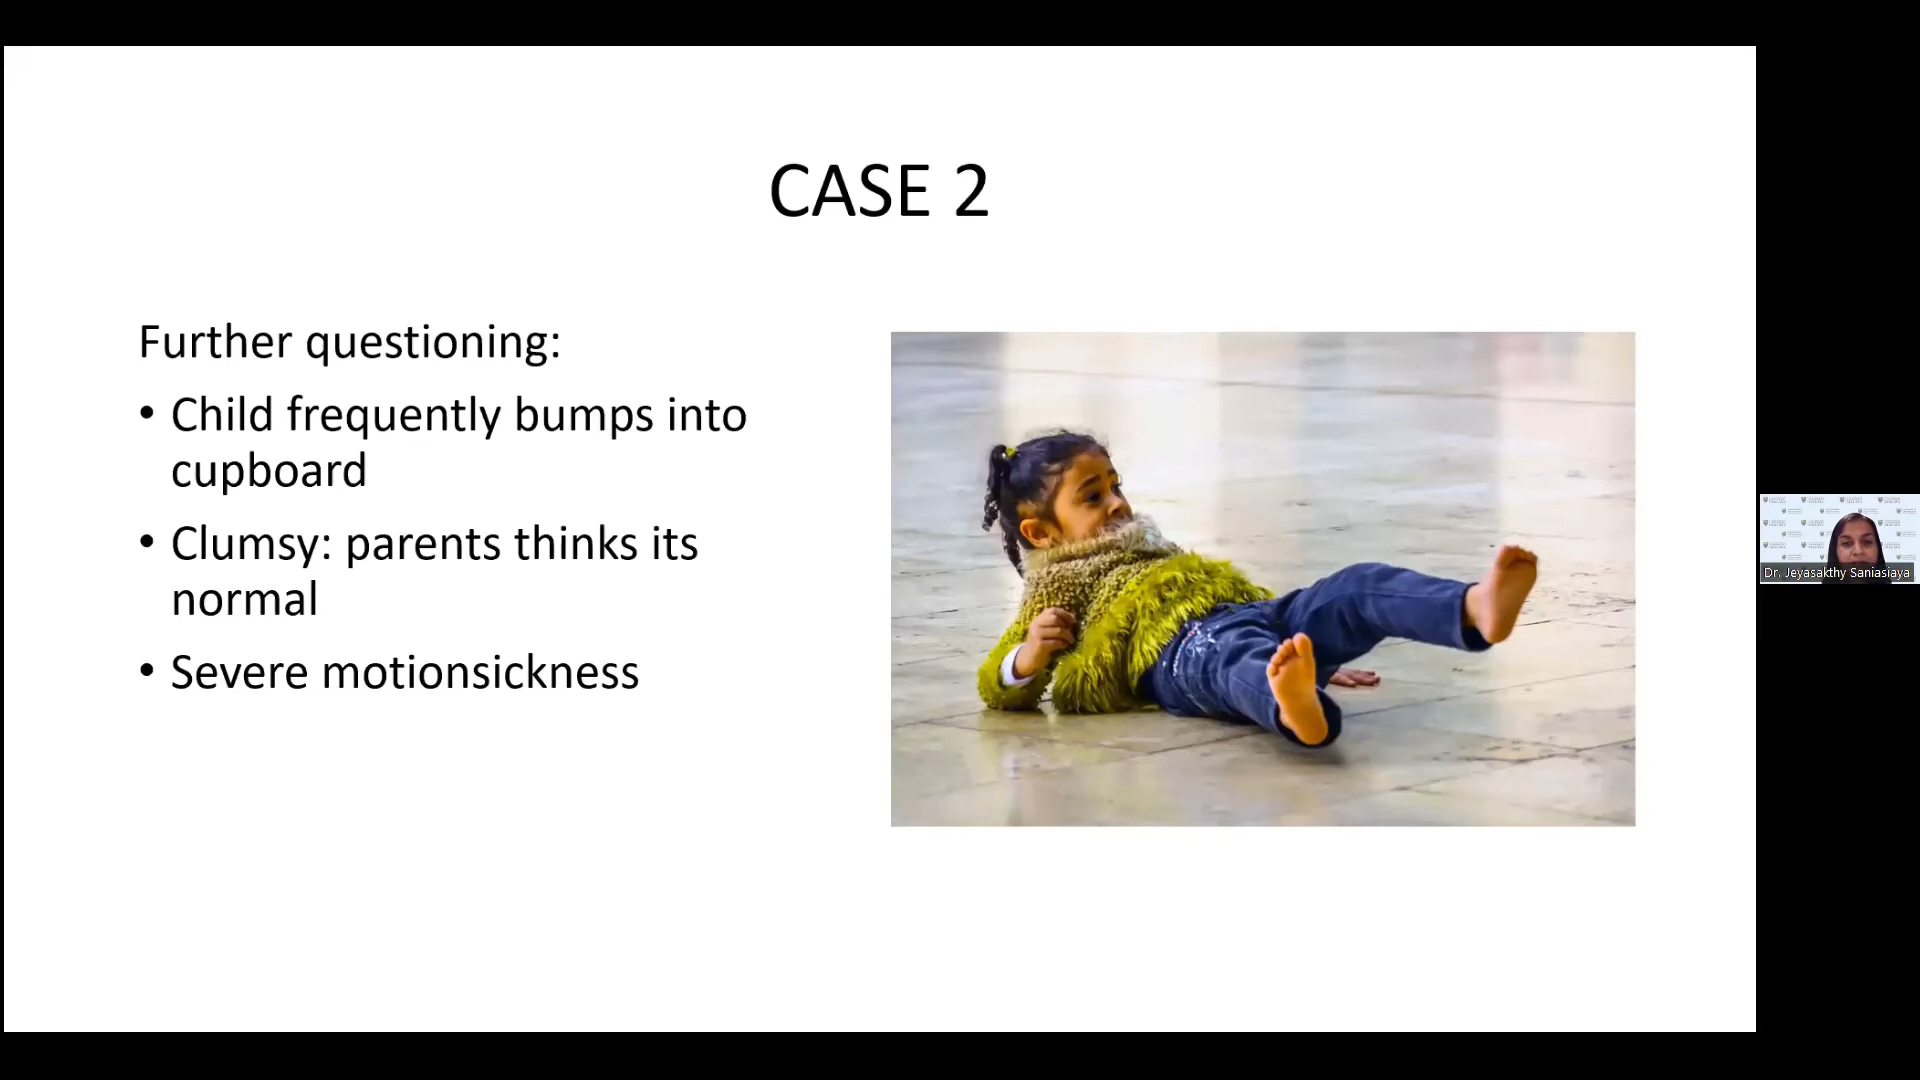 CASE 2
Further questioning:
• Child frequently bumps into
cupboard
• Clumsy: parents thinks its
normal
• Severe motionsickness
Dr. Jeyasakthy Saniasiaya